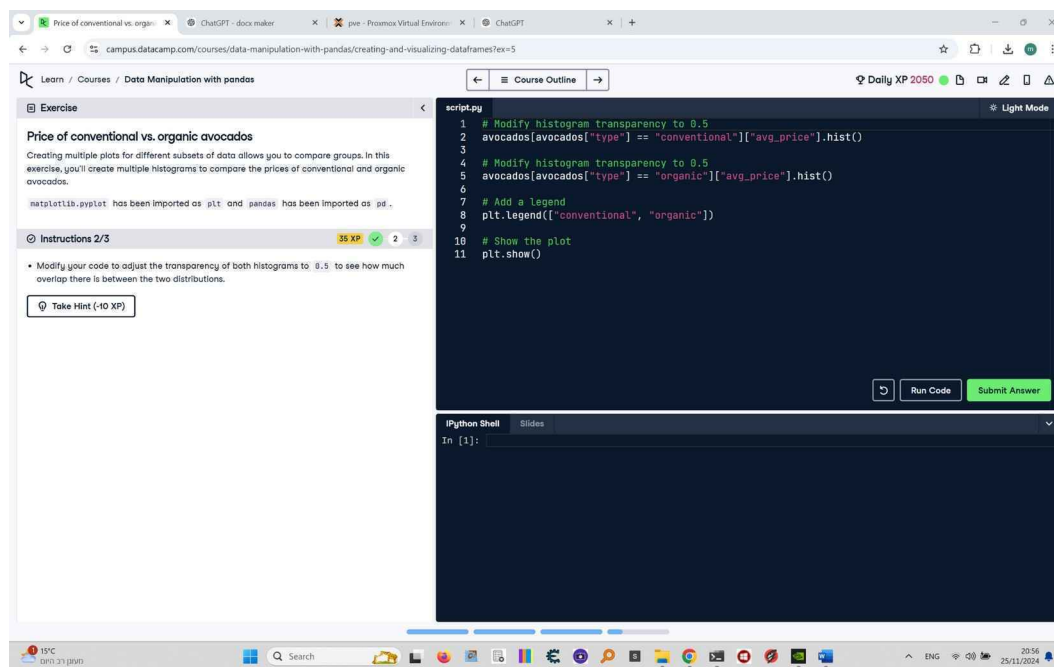 Price of conventional vs. organ
ChatGPT - docx maker
pve - Proxmox Virtual Environm
ChatGPT
campus.datacamp.com/courses/data-manipulation-with-pandas/creating-and-visualizing-dataframes?ex=5
Learn / Courses / Data Manipulation with pandas
Course Outline
Daily XP 2050
Exercise
Price of conventional vs. organic avocados
Creating multiple plots for different subsets of data allows you to compare groups. In this
exercise, you'll create multiple histograms to compare the prices of conventional and organic
avocados.
matplotlib.pyplot has been imported as plt and pandas has been imported as pd .
Instructions 2/3
35 XP
2
3
• Modify your code to adjust the transparency of both histograms to 0.5 to see how much
overlap there is between the two distributions.
Take Hint (-10 XP)
script.py
Light Mode
1 # Modify histogram transparency to 0.5
2 avocados[avocados["type"] == "conventional"]["avg_price"].hist()
3
4 # Modify histogram transparency to 0.5
5 avocados[avocados["type"] == "organic"]["avg_price"].hist()
6
7 # Add a legend
8 plt.legend(["conventional", "organic"])
9
10 # Show the plot
11 plt.show()
Run Code
Submit Answer
IPython Shell
Slides
In [1]:
15°C
מעונן רב היום
Search
ENG
20:56
25/11/2024